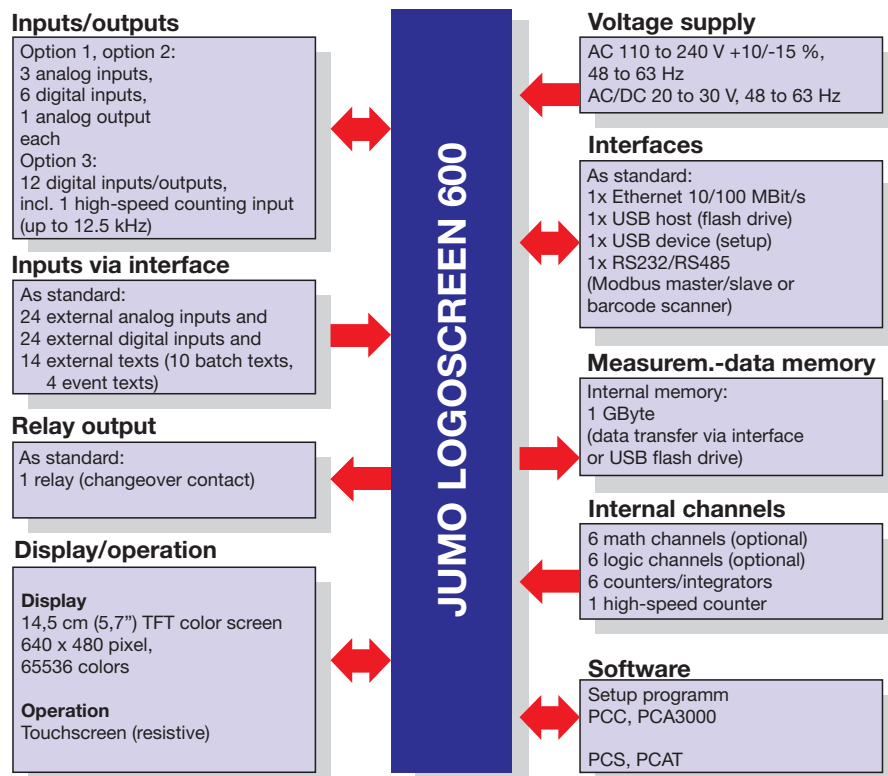 Inputs/outputs
Option 1, option 2:
3 analog inputs,
6 digital inputs,
1 analog output
each
Option 3:
12 digital inputs/outputs,
incl. 1 high-speed counting input
(up to 12.5 kHz)
Inputs via interface
As standard:
24 external analog inputs and
24 external digital inputs and
14 external texts (10 batch texts,
4 event texts)
Relay output
As standard:
1 relay (changeover contact)
Display/operation
Display
14,5 cm (5,7”) TFT color screen
640 x 480 pixel,
65536 colors
Operation
Touchscreen (resistive)
JUMO LOGOSCREEN 600
Voltage supply
AC 110 to 240 V +10/-15 %,
48 to 63 Hz
AC/DC 20 to 30 V, 48 to 63 Hz
Interfaces
As standard:
1x Ethernet 10/100 MBit/s
1x USB host (flash drive)
1x USB device (setup)
1x RS232/RS485
(Modbus master/slave or
barcode scanner)
Measurem.-data memory
Internal memory:
1 GByte
(data transfer via interface
or USB flash drive)
Internal channels
6 math channels (optional)
6 logic channels (optional)
6 counters/integrators
1 high-speed counter
Software
Setup programm
PCC, PCA3000
PCS, PCAT